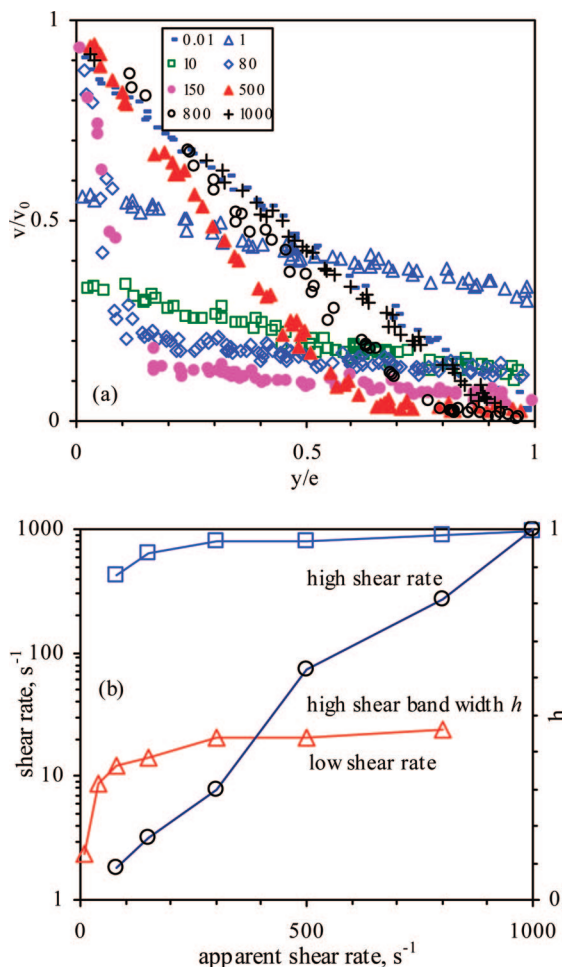 1
v/v0
0.5
0
0.01 1
10 80
150 500
800 1000
(a)
0 0.5 1
y/e
1000 1
high shear rate
100
(b)
shear rate, s-1
high shear band width h
h
low shear rate
10
1 0
0 500 1000
apparent shear rate, s-1